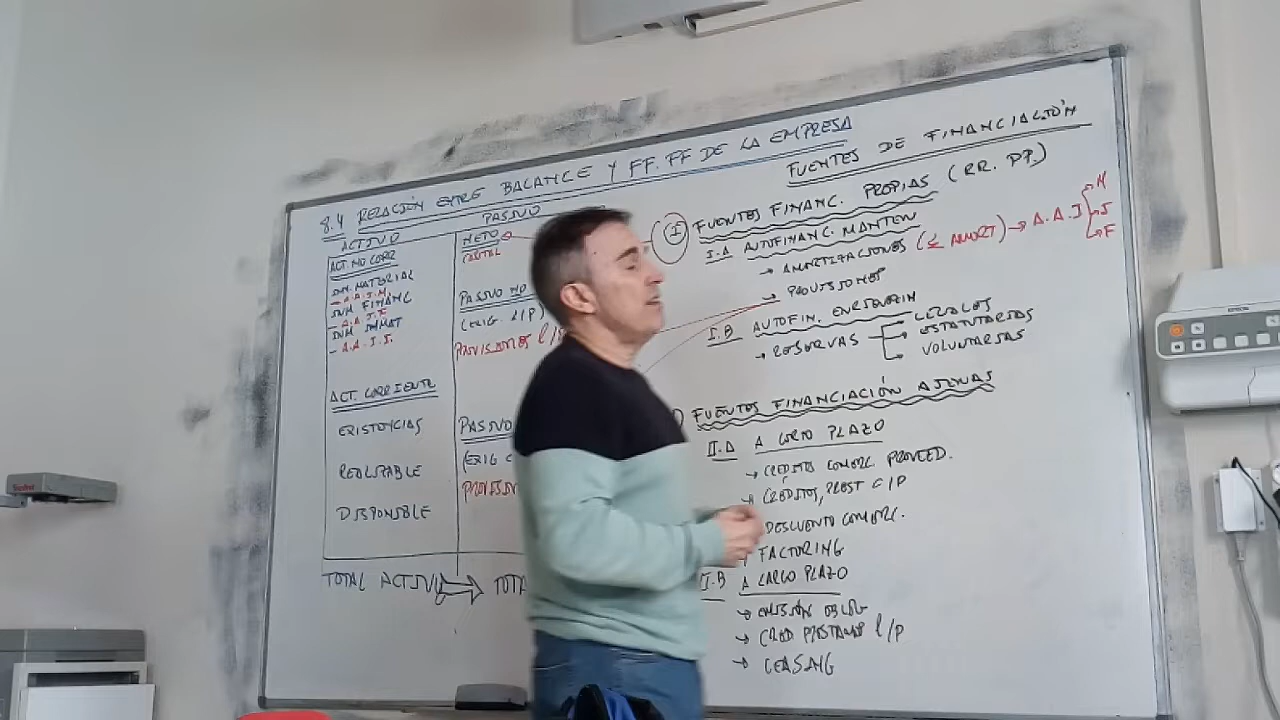 8.4 RELACIÓN ENTRE BALANCE Y FF. FF DE LA EMPRESA
ACTIVO
ACT. NO CORR
INM. MATERIAL
- A.A.I.M.
INM FINANC
- A.A.I.F.
INM INMAT
- A.A.I.I.
ACT. CORRIENTE
EXISTENCIAS
REALIZABLE
DISPONIBLE
TOTAL ACTIVO
PASIVO
NETO
CAPITAL
PASIVO NO
(EXIG L/P)
PROVISIONES L/P
PASIVO
(EXIG C
PROVISI
TOTA
FUENTES DE FINANCIACIÓN
I FUENTES FINANC. PROPIAS (RR. PP.)
I.A AUTOFINANC. MANTEN
→ AMORTIZACIONES (Σ AMORT) → A.A.I
M
I
F
→ PROVISIONES
I.B AUTOFIN. ENRIQUECIM
→ RESERVAS
LEGALES
ESTATUTARIAS
VOLUNTARIAS
FUENTES FINANCIACIÓN AJENAS
II.A A CORTO PLAZO
→ CRÉDITO COMERC. PROVEED.
→ CRÉDITOS, PREST C/P
DESCUENTO COMERC.
FACTORING
II.B A LARGO PLAZO
→ EMISIÓN OBLIG
→ CRED PRÉSTAMOS L/P
→ LEASING
EPSON